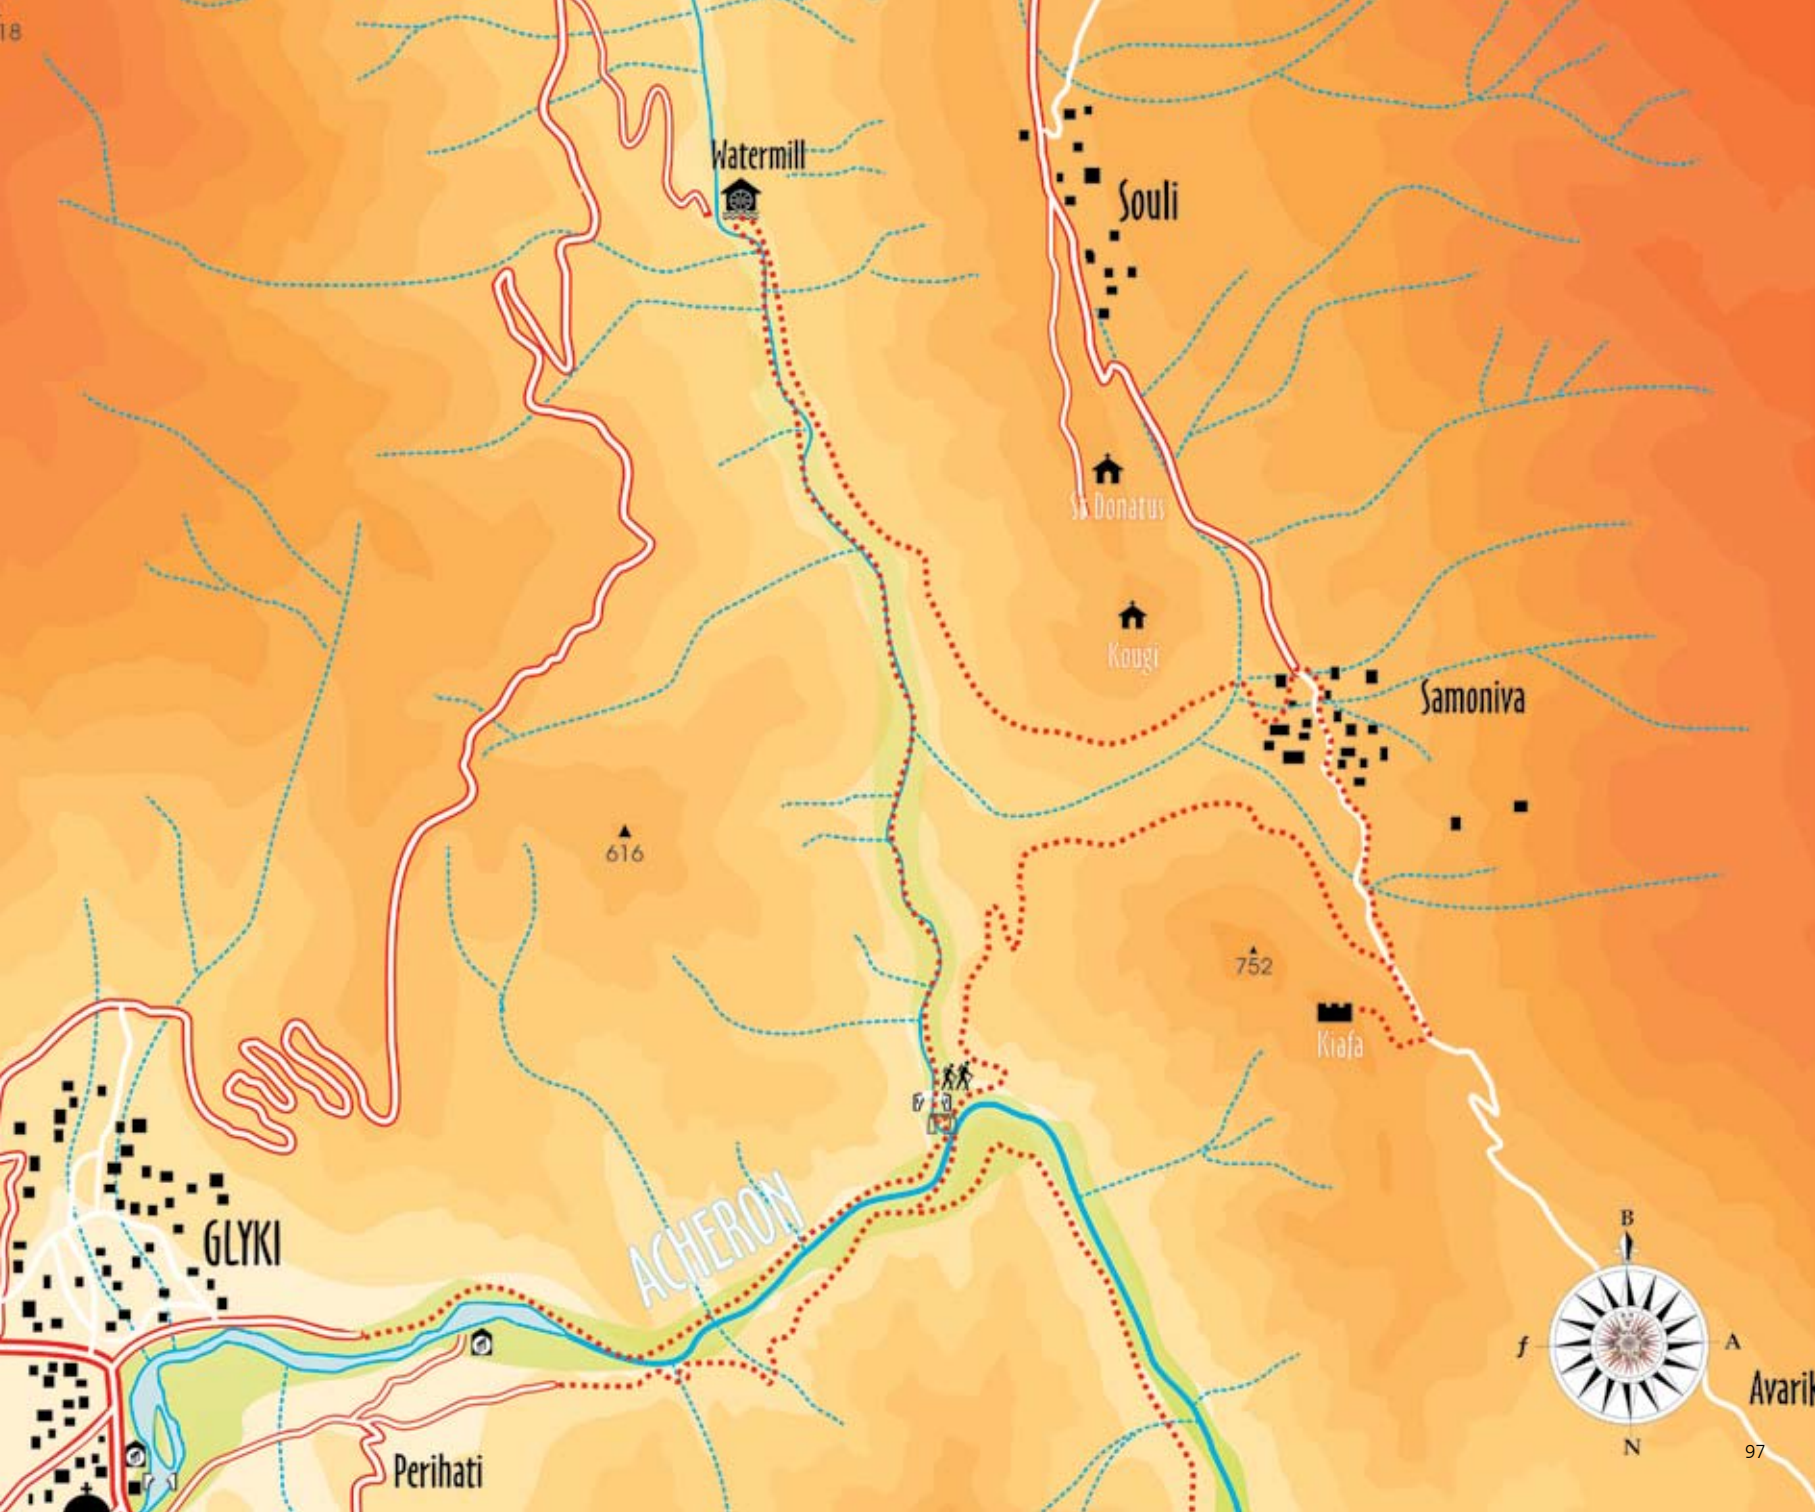 18
Watermill
Souli
St Donatus
Kougi
Samoniva
616
752
Kiafa
ACHERON
GLYKI
Perihati
B
f
A
N
Avarik
97